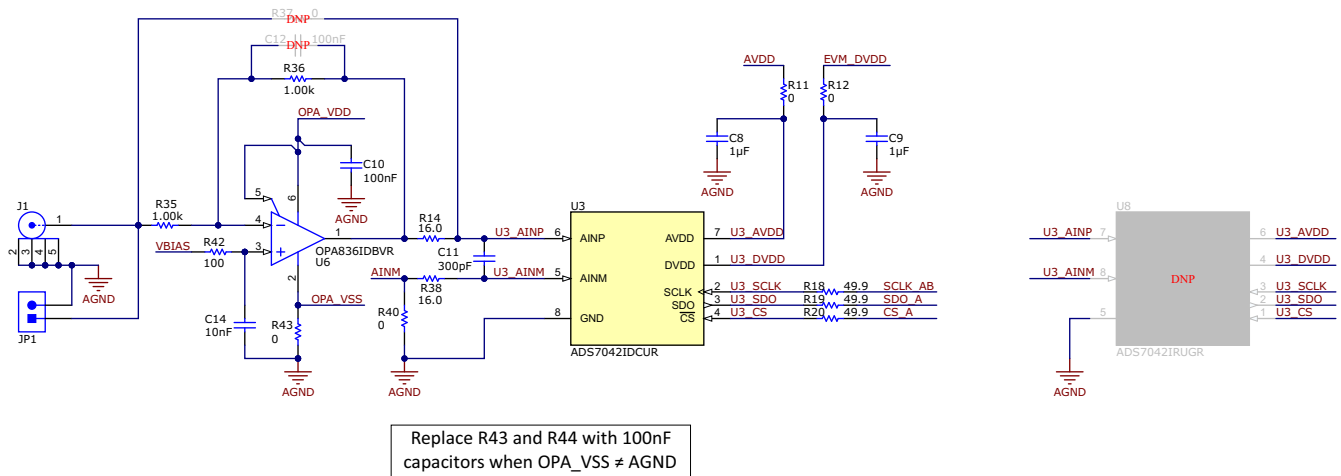 R37 0
DNP
C12 100nF
DNP
R36
1.00k
AVDD
EVM_DVDD
R11
0
R12
0
OPA_VDD
C8
1μF
C9
1μF
C10
100nF
AGND
AGND
AGND
5
6
J1
1
R35
1.00k
4
1
R14
16.0
U3_AINP
VBIAS
R42
100
3
OPA836IDBVR
U6
2 3 4 5
AGND
2
OPA_VSS
C11
300pF
AINM
R38
16.0
U3_AINM
C14
10nF
R43
0
R40
0
JP1
AGND
AGND
U3
6 AINP
AVDD 7 U3_AVDD
DVDD 1 U3_DVDD
5 AINM
SCLK 2 U3_SCLK R18 49.9 SCLK_AB
SDO 3 U3_SDO R19 49.9 SDO_A
8 GND
CS 4 U3_CS R20 49.9 CS_A
ADS7042IDCUR
U8
U3_AINP 7
6 U3_AVDD
4 U3_DVDD
U3_AINM 8
DNP
3 U3_SCLK
2 U3_SDO
5
1 U3_CS
ADS7042IRUGR
AGND
Replace R43 and R44 with 100nF
capacitors when OPA_VSS ≠ AGND